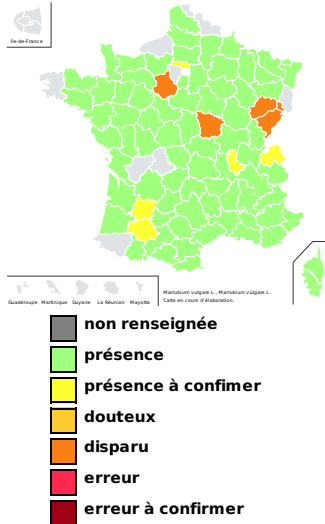 Île-de-France
Guadeloupe Martinique Guyane La Réunion Mayotte
Marrubium vulgare L., Marrubium vulgare L.
Carte en cours d'élaboration.
non renseignée
présence
présence à confimer
douteux
disparu
erreur
erreur à confirmer